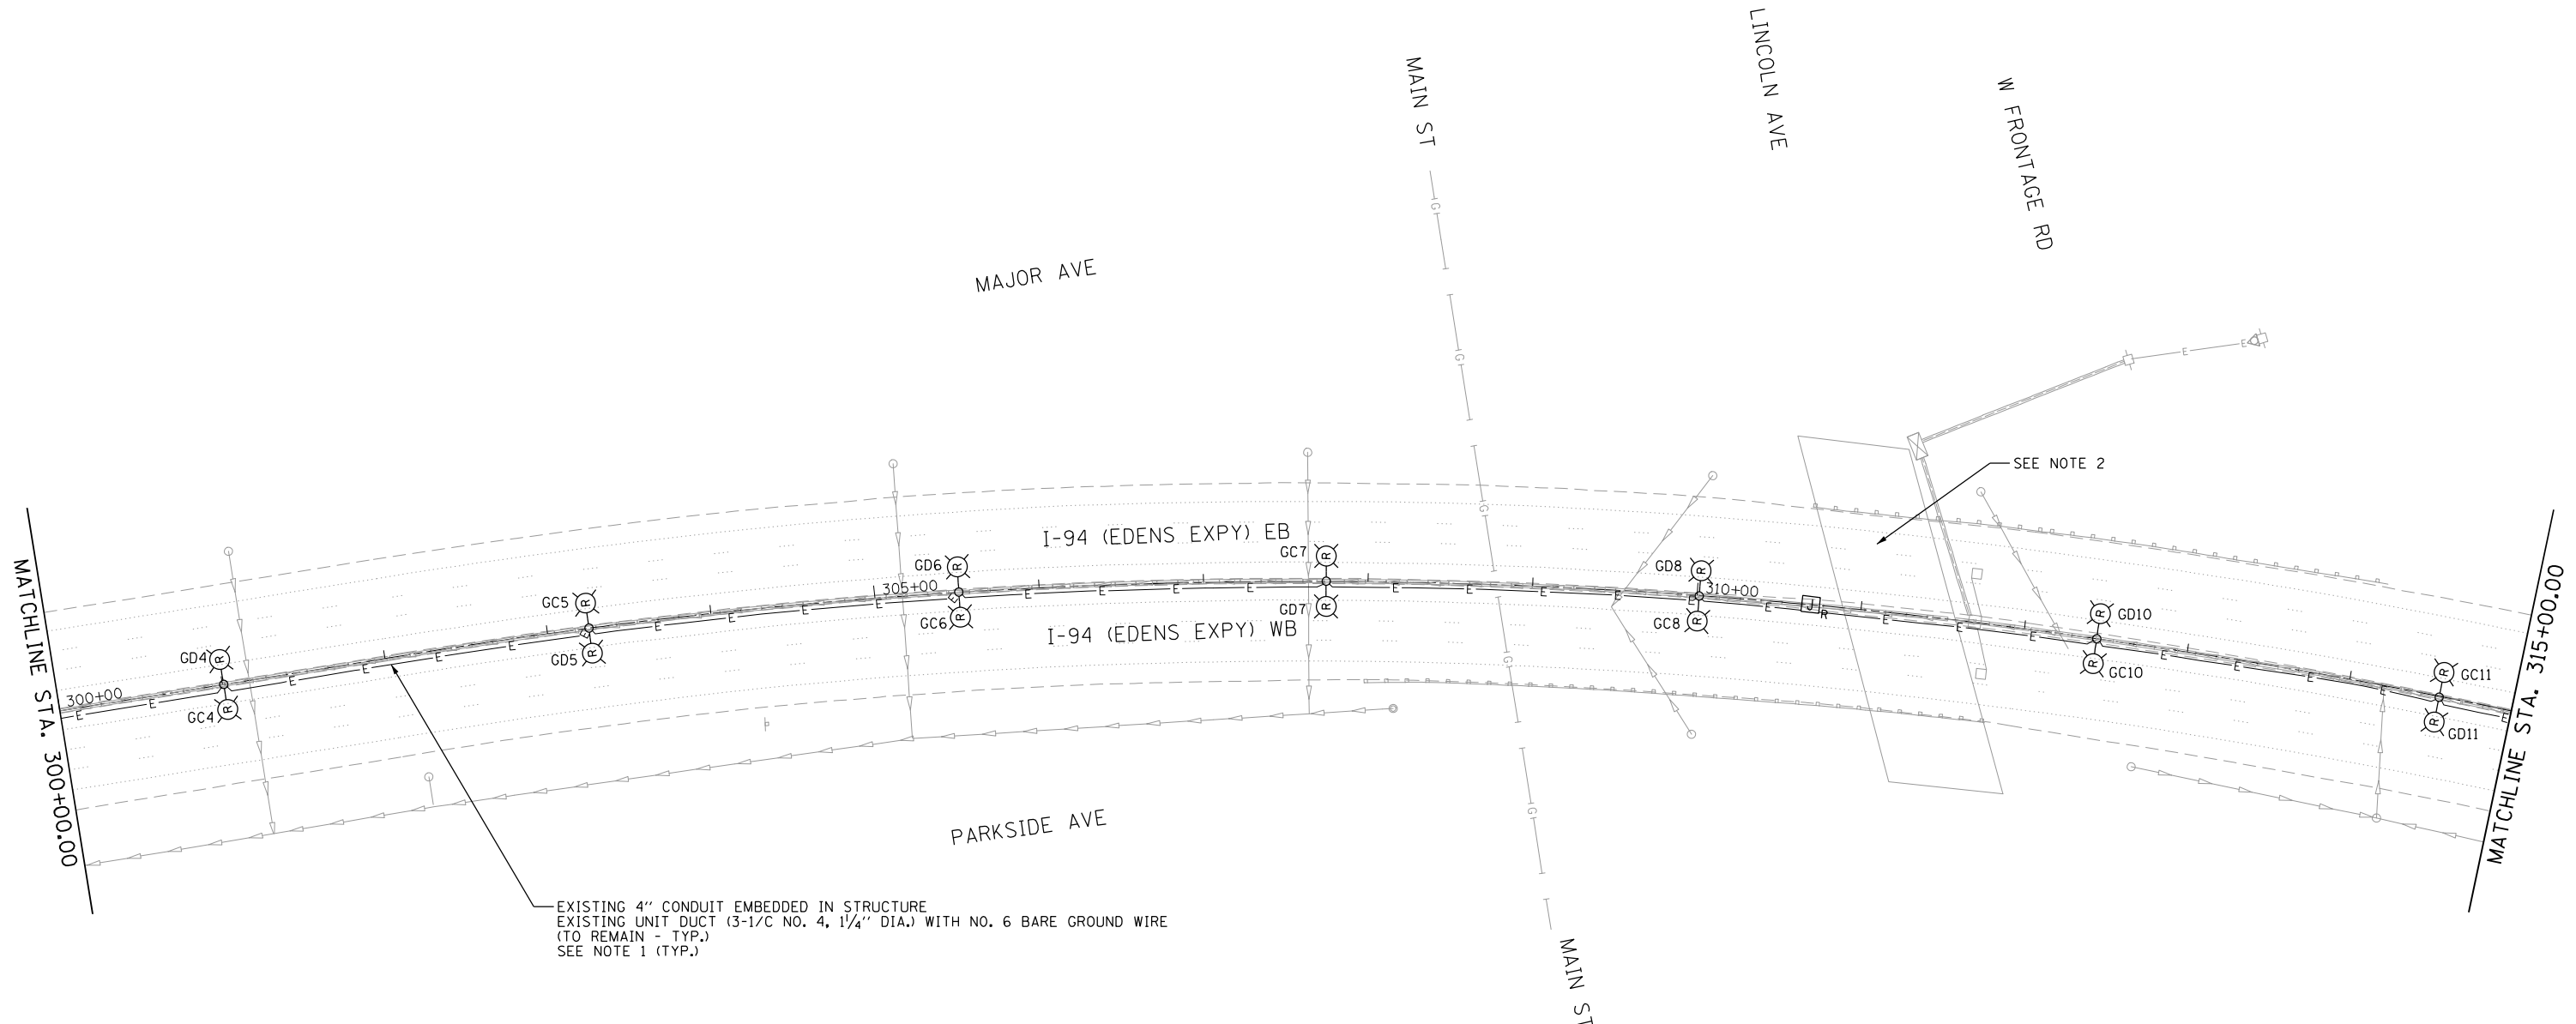 MAIN ST
LINCOLN AVE
W FRONTAGE RD
MAJOR AVE
SEE NOTE 2
I-94 (EDENS EXPY) EB
I-94 (EDENS EXPY) WB
MATCHLINE STA. 300+00.00
MATCHLINE STA. 315+00.00
300+00
305+00
310+00
GD4
R
GC4
R
GC5
R
GD5
R
GD6
R
GC6
R
GC7
R
GD7
R
GD8
R
GC8
R
J
R
GD10
R
GC10
R
GC11
R
GD11
R
E E E E E E E E E E E E E E E E E E E E E E E E E E E E E E
E E
G
G
G
G
G
PARKSIDE AVE
EXISTING 4'' CONDUIT EMBEDDED IN STRUCTURE
EXISTING UNIT DUCT (3-1/C NO. 4, 1¼'' DIA.) WITH NO. 6 BARE GROUND WIRE
(TO REMAIN - TYP.)
SEE NOTE 1 (TYP.)
MAIN ST